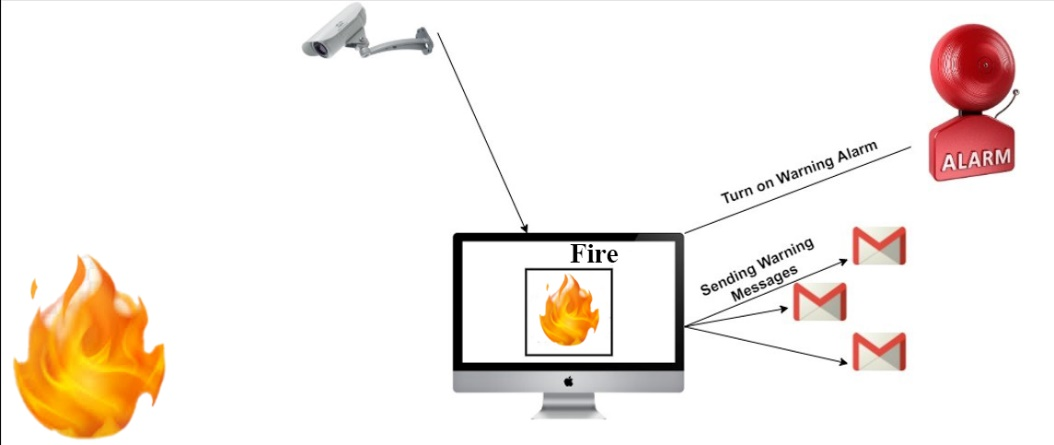 ALARM
Turn on Warning Alarm
Fire
Sending Warning
Messages